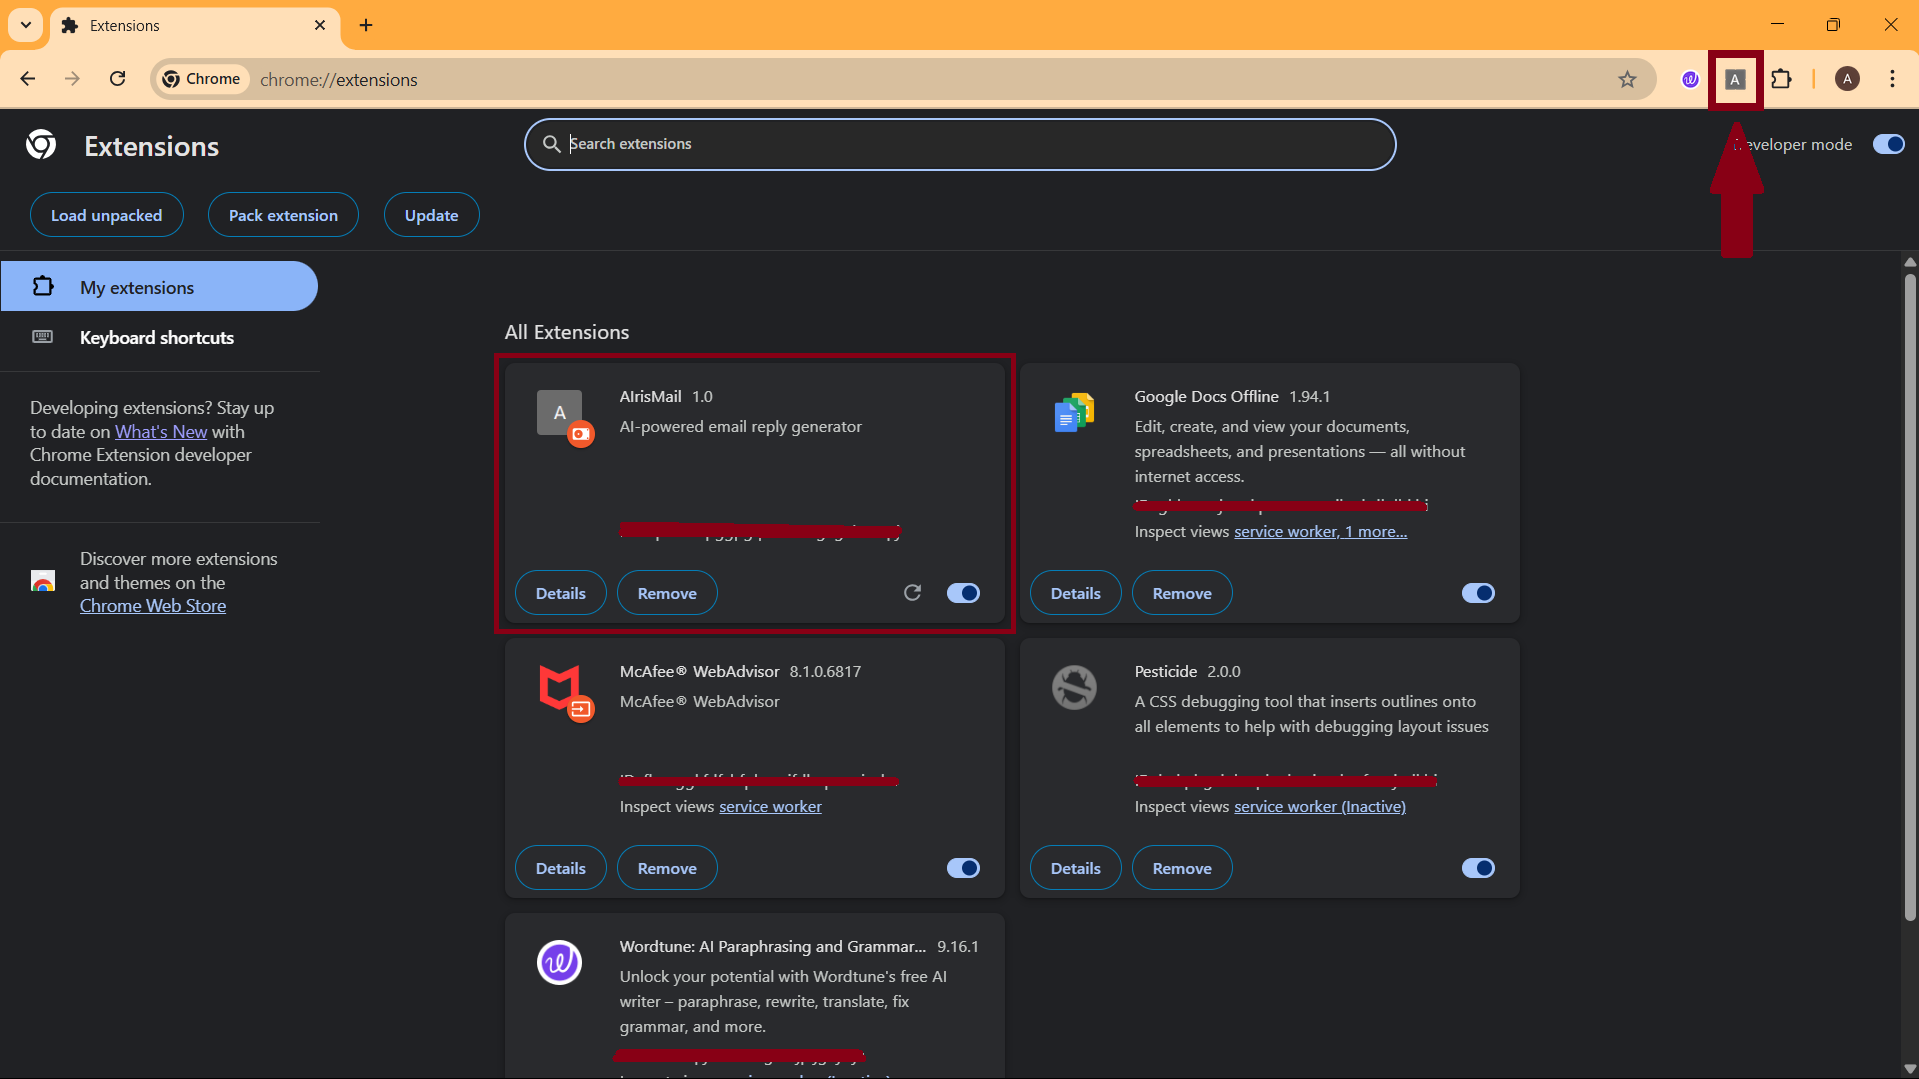 Extensions
Chrome
chrome://extensions
A
A
Extensions
Search extensions
eveloper mode
Load unpacked
Pack extension
Update
My extensions
Keyboard shortcuts
Developing extensions? Stay up
to date on What's New with
Chrome Extension developer
documentation.
Discover more extensions
and themes on the
Chrome Web Store
All Extensions
A
AIrisMail 1.0
AI-powered email reply generator
Details
Remove
Google Docs Offline 1.94.1
Edit, create, and view your documents,
spreadsheets, and presentations — all without
internet access.
Inspect views service worker, 1 more...
Details
Remove
McAfee® WebAdvisor 8.1.0.6817
McAfee® WebAdvisor
Inspect views service worker
Details
Remove
Pesticide 2.0.0
A CSS debugging tool that inserts outlines onto
all elements to help with debugging layout issues
Inspect views service worker (Inactive)
Details
Remove
Wordtune: AI Paraphrasing and Grammar... 9.16.1
Unlock your potential with Wordtune's free AI
writer – paraphrase, rewrite, translate, fix
grammar, and more.